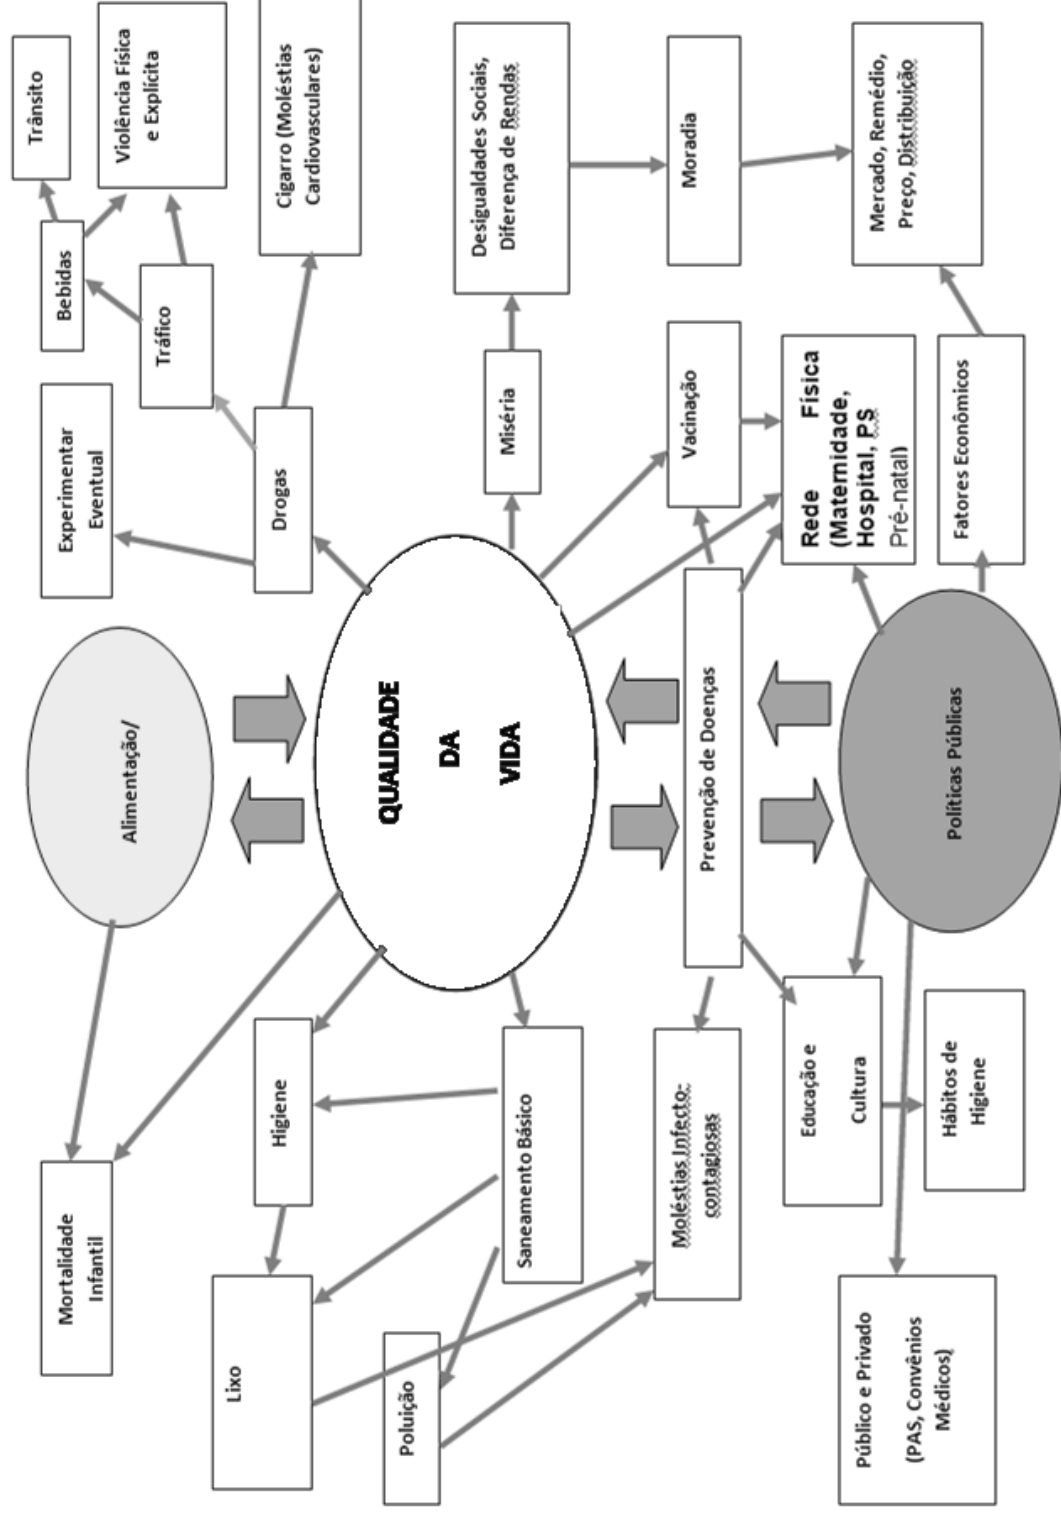 Mortalidade
Infantil
Alimentação/
Experimentar
Eventual
Bebidas
Trânsito
Violência Física
e Explícita
Tráfico
Lixo
Higiene
Drogas
Cigarro (Moléstias
Cardiovasculares)
Poluição
QUALIDADE
DA
VIDA
Saneamento Básico
Miséria
Desigualdades Sociais,
Diferença de Rendas
Moléstias Infecto-
contagiosas
Prevenção de Doenças
Vacinação
Moradia
Educação e
Cultura
Rede Física
(Maternidade,
Hospital, PS
Pré-natal)
Público e Privado
(PAS, Convênios
Médicos)
Hábitos de
Higiene
Políticas Públicas
Fatores Econômicos
Mercado, Remédio,
Preço, Distribuição